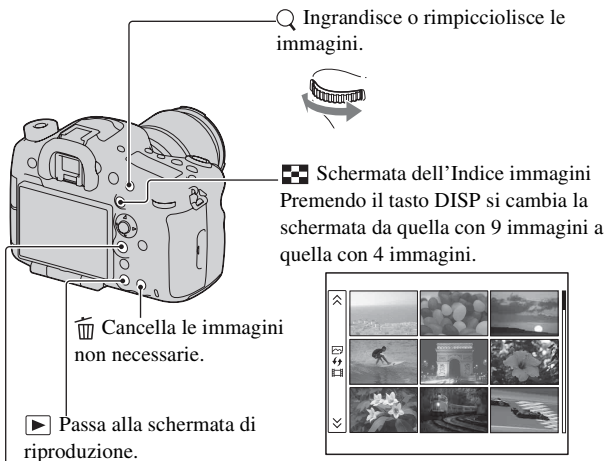 Ingrandisce o rimpicciolisce le
immagini.
Schermata dell'Indice immagini
Premendo il tasto DISP si cambia la
schermata da quella con 9 immagini a
quella con 4 immagini.
Cancella le immagini
non necessarie.
Passa alla schermata di
riproduzione.